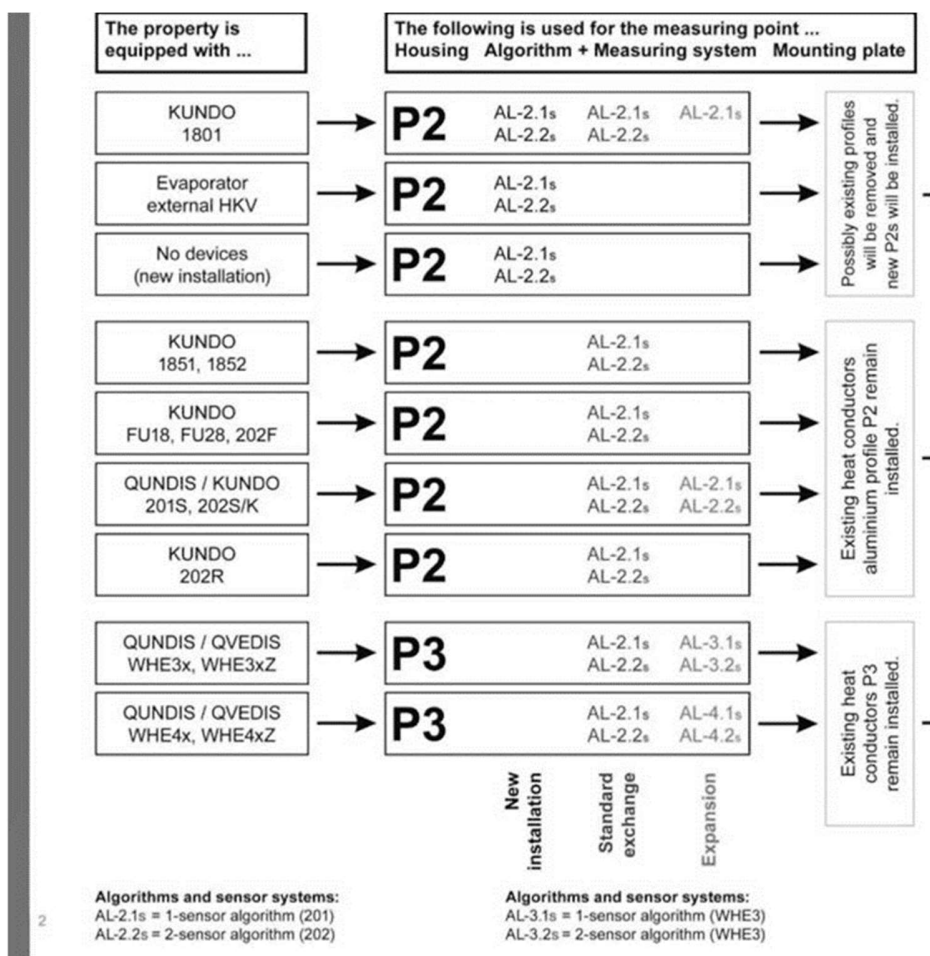 The property is
equipped with ...
The following is used for the measuring point ...
Housing Algorithm + Measuring system Mounting plate
KUNDO
1801
P2
AL-2.1s AL-2.1s AL-2.1s
AL-2.2s AL-2.2s
Evaporator
external HKV
P2
AL-2.1s
AL-2.2s
No devices
(new installation)
P2
AL-2.1s
AL-2.2s
Possibly existing profiles
will be removed and
new P2s will be installed.
KUNDO
1851, 1852
P2
AL-2.1s
AL-2.2s
KUNDO
FU18, FU28, 202F
P2
AL-2.1s
AL-2.2s
QUNDIS / KUNDO
201S, 202S/K
P2
AL-2.1s AL-2.1s
AL-2.2s AL-2.2s
KUNDO
202R
P2
AL-2.1s
AL-2.2s
Existing heat conductors
aluminium profile P2 remain
installed.
QUNDIS / QVEDIS
WHE3x, WHE3xZ
P3
AL-2.1s AL-3.1s
AL-2.2s AL-3.2s
QUNDIS / QVEDIS
WHE4x, WHE4xZ
P3
AL-2.1s AL-4.1s
AL-2.2s AL-4.2s
Existing heat
conductors P3
remain installed.
New
installation
Standard
exchange
Expansion
Algorithms and sensor systems:
AL-2.1s = 1-sensor algorithm (201)
AL-2.2s = 2-sensor algorithm (202)
Algorithms and sensor systems:
AL-3.1s = 1-sensor algorithm (WHE3)
AL-3.2s = 2-sensor algorithm (WHE3)
2